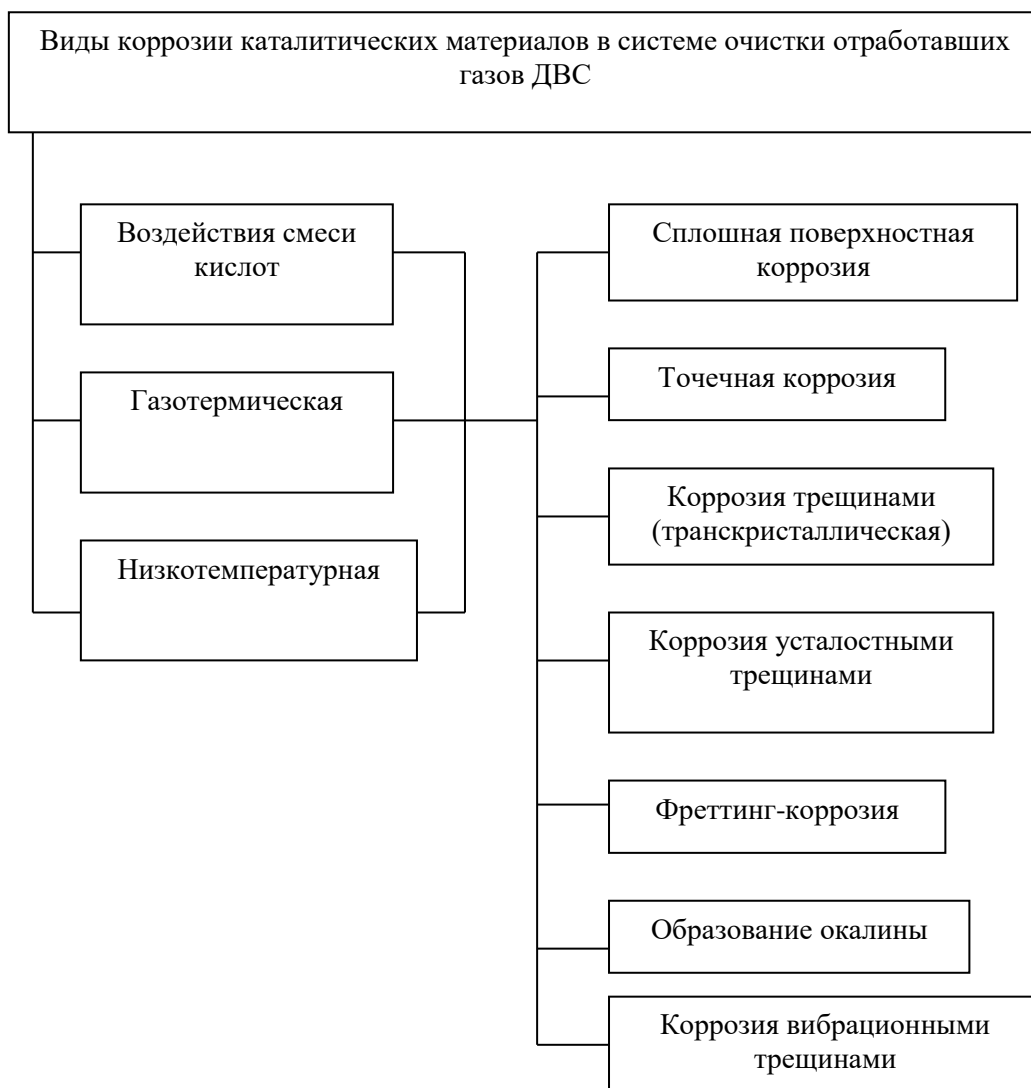 Виды коррозии каталитических материалов в системе очистки отработавших
газов ДВС
Воздействия смеси
кислот
Газотермическая
Низкотемпературная
Сплошная поверхностная
коррозия
Точечная коррозия
Коррозия трещинами
(транскристаллическая)
Коррозия усталостными
трещинами
Фреттинг-коррозия
Образование окалины
Коррозия вибрационными
трещинами